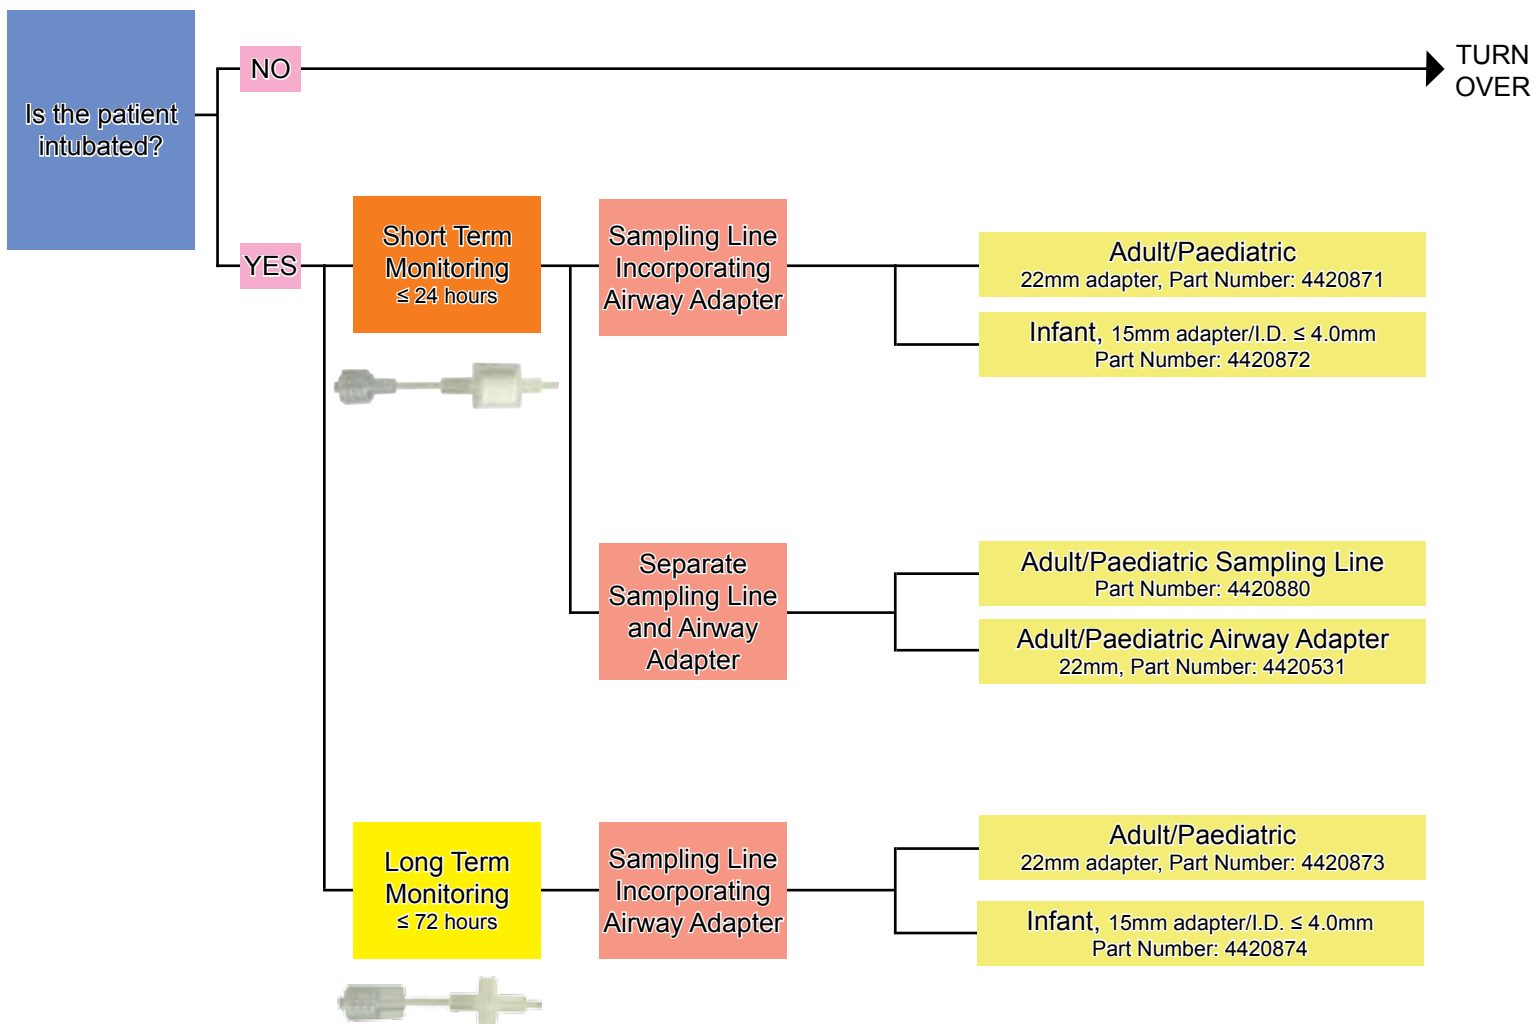 Is the patient
intubated?
NO
TURN
OVER
YES
Short Term
Monitoring
≤ 24 hours
Sampling Line
Incorporating
Airway Adapter
Adult/Paediatric
22mm adapter, Part Number: 4420871
Infant, 15mm adapter/I.D. ≤ 4.0mm
Part Number: 4420872
Separate
Sampling Line
and Airway
Adapter
Adult/Paediatric Sampling Line
Part Number: 4420880
Adult/Paediatric Airway Adapter
22mm, Part Number: 4420531
Long Term
Monitoring
≤ 72 hours
Sampling Line
Incorporating
Airway Adapter
Adult/Paediatric
22mm adapter, Part Number: 4420873
Infant, 15mm adapter/I.D. ≤ 4.0mm
Part Number: 4420874